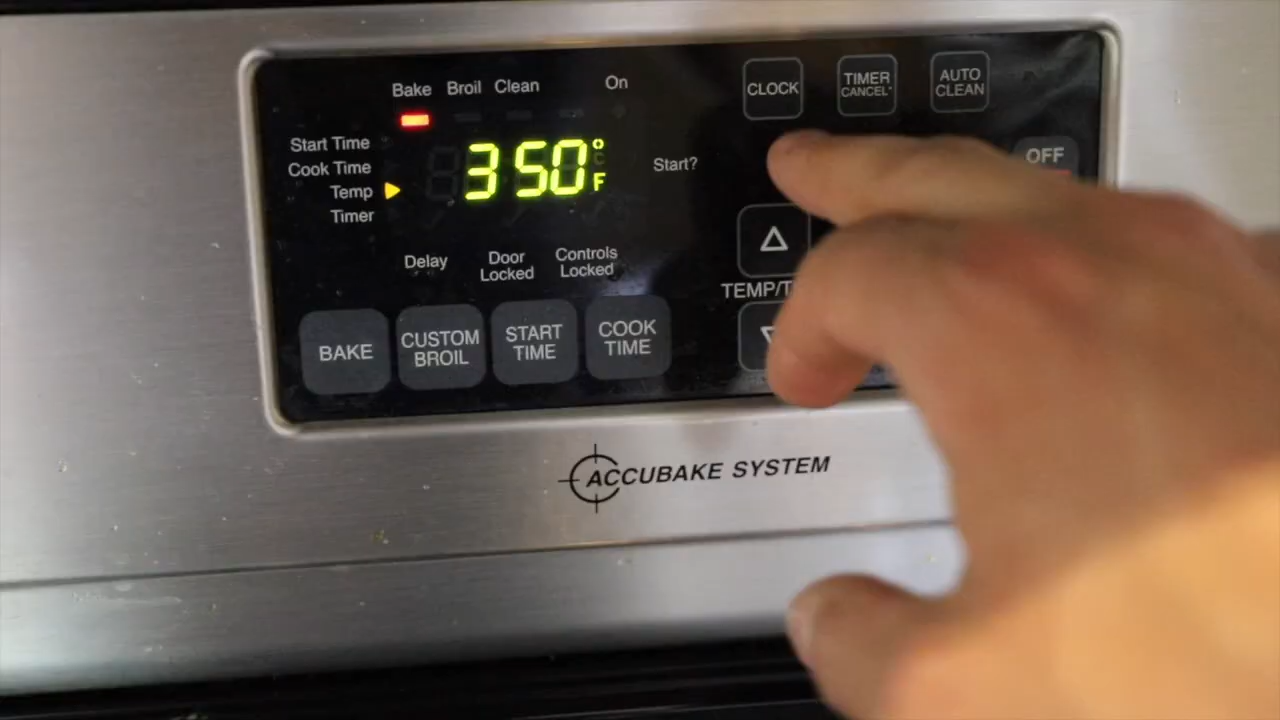 Bake Broil Clean On
CLOCK
TIMER
CANCEL*
AUTO
CLEAN
Start Time
Cook Time
Temp
Timer
350°
F
C
Start?
OFF
Delay
Door
Locked
Controls
Locked
TEMP/T
BAKE
CUSTOM
BROIL
START
TIME
COOK
TIME
ACCUBAKE SYSTEM